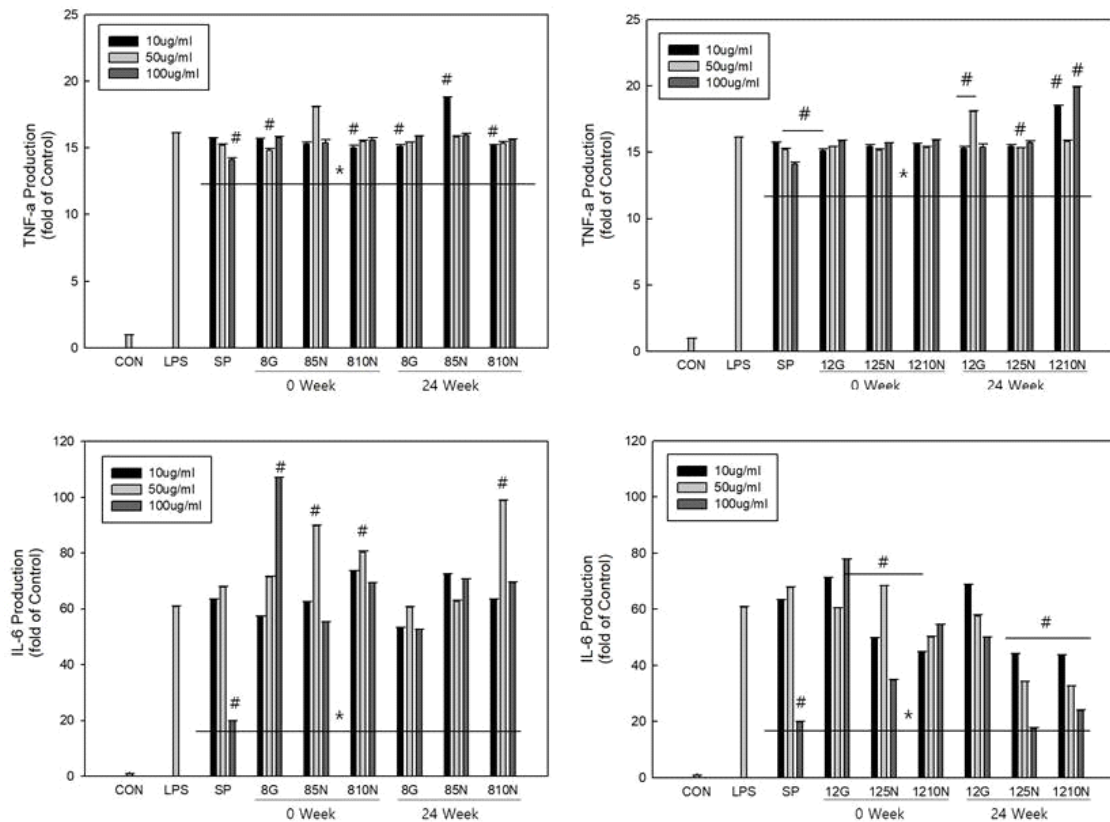 25
20
15
10
5
0
TNF-a Production
(fold of Control)
10ug/ml
50ug/ml
100ug/ml
# # # # # #
*
CON LPS SP 8G 85N 810N 8G 85N 810N
0 Week 24 Week
25
20
15
10
5
0
TNF-a Production
(fold of Control)
10ug/ml
50ug/ml
100ug/ml
# # # # #
*
CON LPS SP 12G 125N 1210N 12G 125N 1210N
0 Week 24 Week
120
100
80
60
40
20
0
IL-6 Production
(fold of Control)
10ug/ml
50ug/ml
100ug/ml
# # # # #
*
CON LPS SP 8G 85N 810N 8G 85N 810N
0 Week 24 Week
120
100
80
60
40
20
0
IL-6 Production
(fold of Control)
10ug/ml
50ug/ml
100ug/ml
# # #
*
CON LPS SP 12G 125N 1210N 12G 125N 1210N
0 Week 24 Week